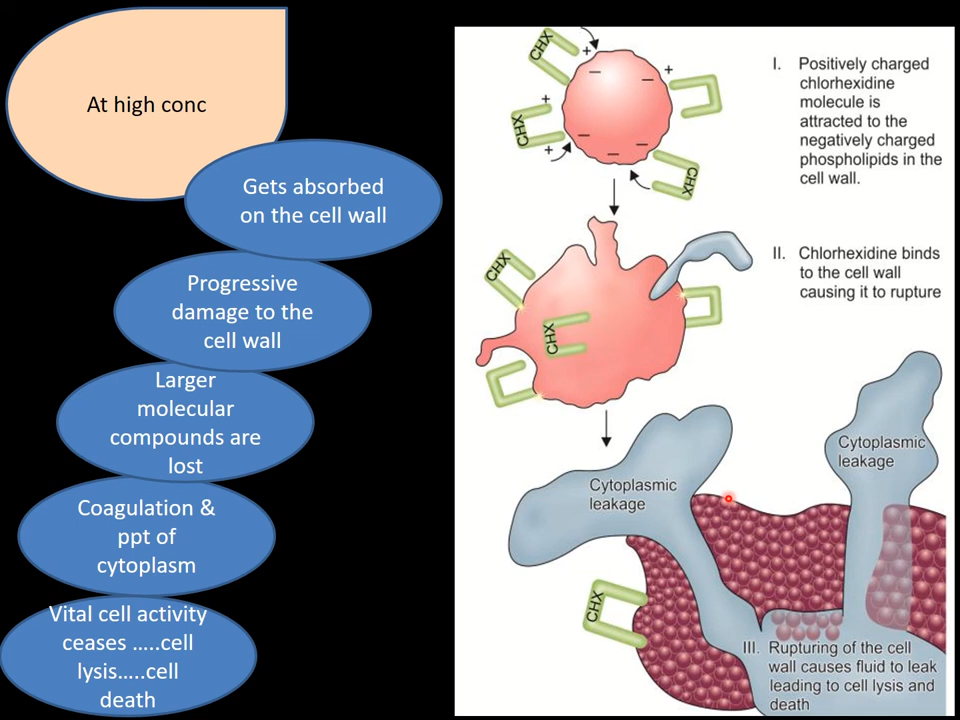 At high conc
Gets absorbed
on the cell wall
Progressive
damage to the
cell wall
Larger
molecular
compounds are
lost
Coagulation &
ppt of
cytoplasm
Vital cell activity
ceases .....cell
lysis.....cell
death
CHX
+
+
CHX
+
+
CHX
I. Positively charged
chlorhexidine
molecule is
attracted to the
negatively charged
phospholipids in the
cell wall.
CHX
CHX
II. Chlorhexidine binds
to the cell wall
causing it to rupture
Cytoplasmic
leakage
Cytoplasmic
leakage
CHX
III. Rupturing of the cell
wall causes fluid to leak
leading to cell lysis and
death